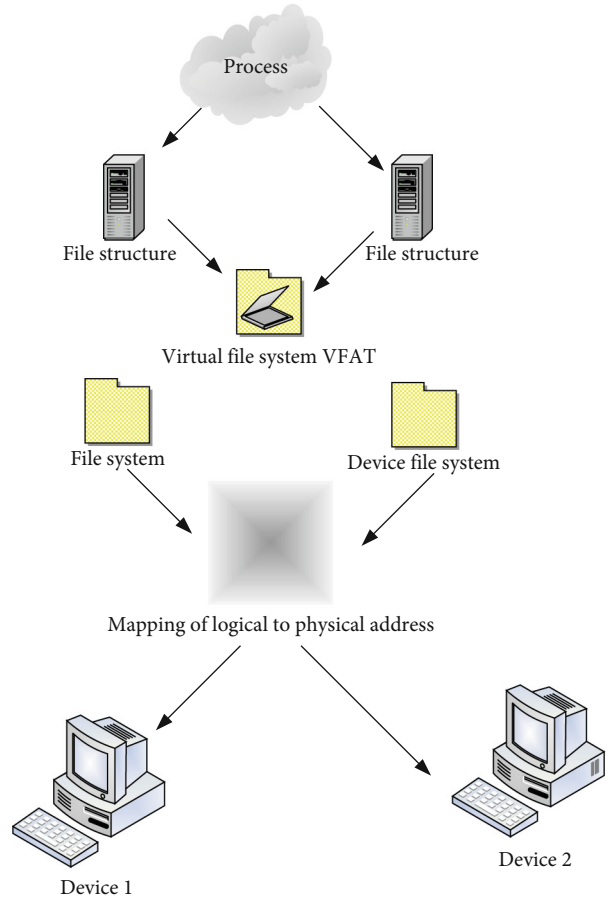 Process
File structure
File structure
Virtual file system VFAT
File system
Device file system
Mapping of logical to physical address
Device 1
Device 2